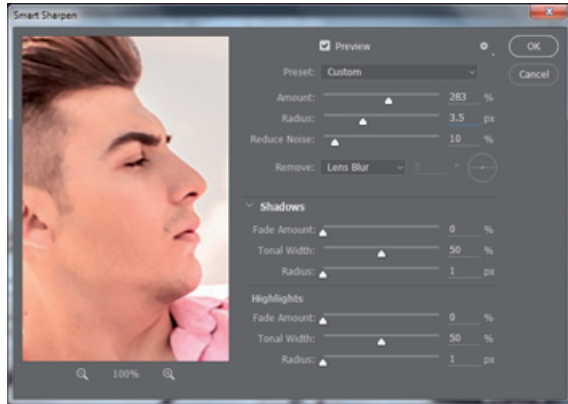 Smart Sharpen
Preview
OK
Preset: Custom
Cancel
Amount: 283 %
Radius: 3.5 px
Reduce Noise: 10 %
Remove: Lens Blur 0 °
Shadows
Fade Amount: 0 %
Tonal Width: 50 %
Radius: 1 px
Highlights
Fade Amount: 0 %
Tonal Width: 50 %
Radius: 1 px
100%